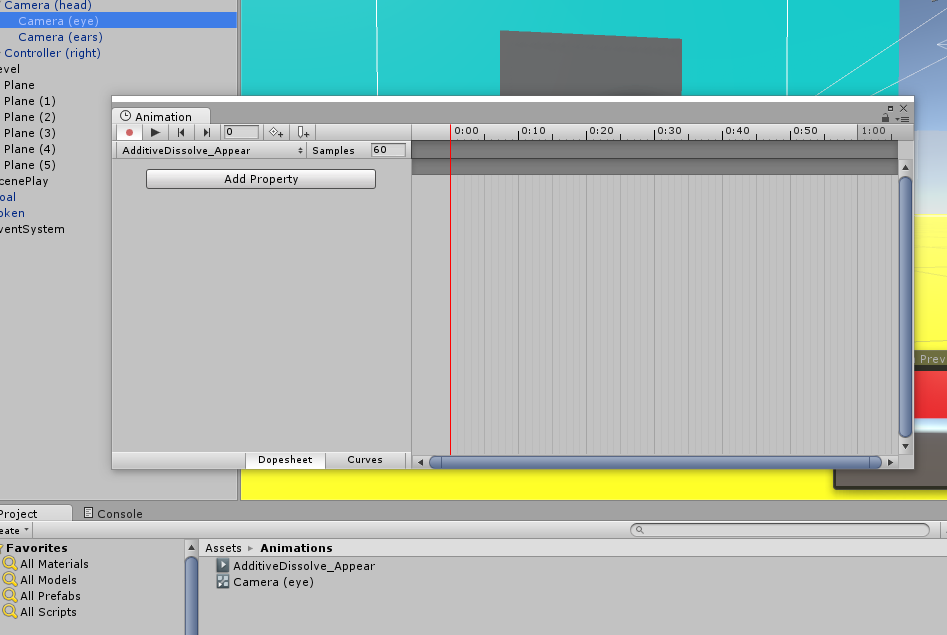 Camera (head)
Camera (eye)
Camera (ears)
Controller (right)
evel
Plane
Plane (1)
Plane (2)
Plane (3)
Plane (4)
Plane (5)
cenePlay
oal
oken
ventSystem
Animation
0
0:00 0:10 0:20 0:30 0:40 0:50 1:00
AdditiveDissolve_Appear Samples 60
Add Property
Prev
Dopesheet Curves
Project Console
eate
Favorites
All Materials
All Models
All Prefabs
All Scripts
Assets Animations
AdditiveDissolve_Appear
Camera (eye)